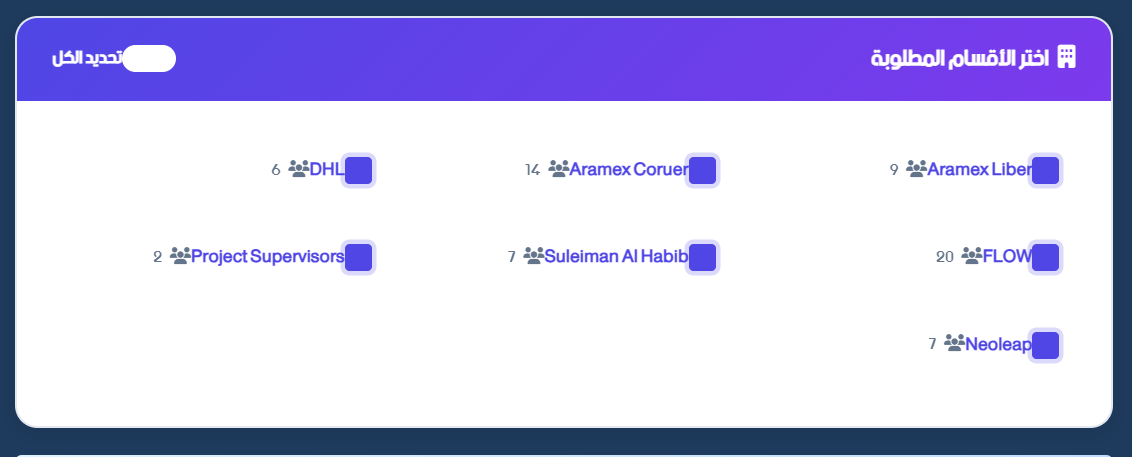 اختر الأقسام المطلوبة
تحديد الكل
Aramex Liber 9
Aramex Coruer 14
DHL 6
FLOW 20
Suleiman Al Habib 7
Project Supervisors 2
Neoleap 7